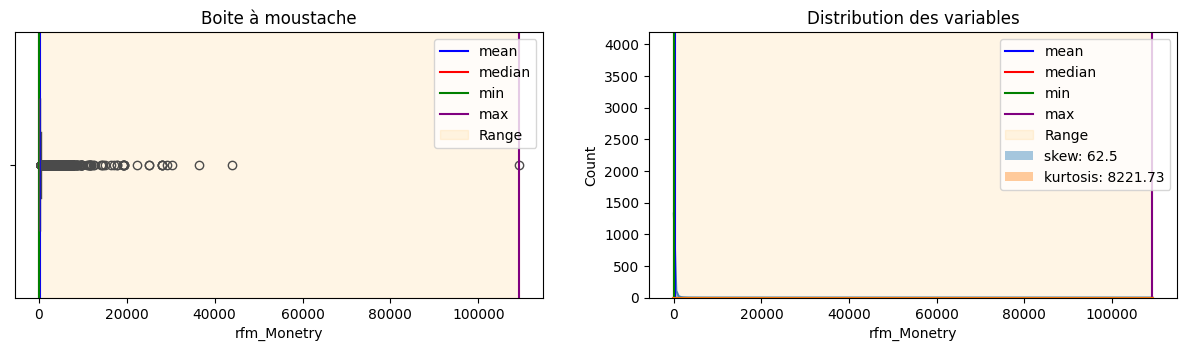 Boite à moustache
mean
median
min
max
Range
0 20000 40000 60000 80000 100000
rfm_Monetry
Distribution des variables
4000
3500
3000
2500
2000
1500
1000
500
0
Count
mean
median
min
max
Range
skew: 62.5
kurtosis: 8221.73
0 20000 40000 60000 80000 100000
rfm_Monetry